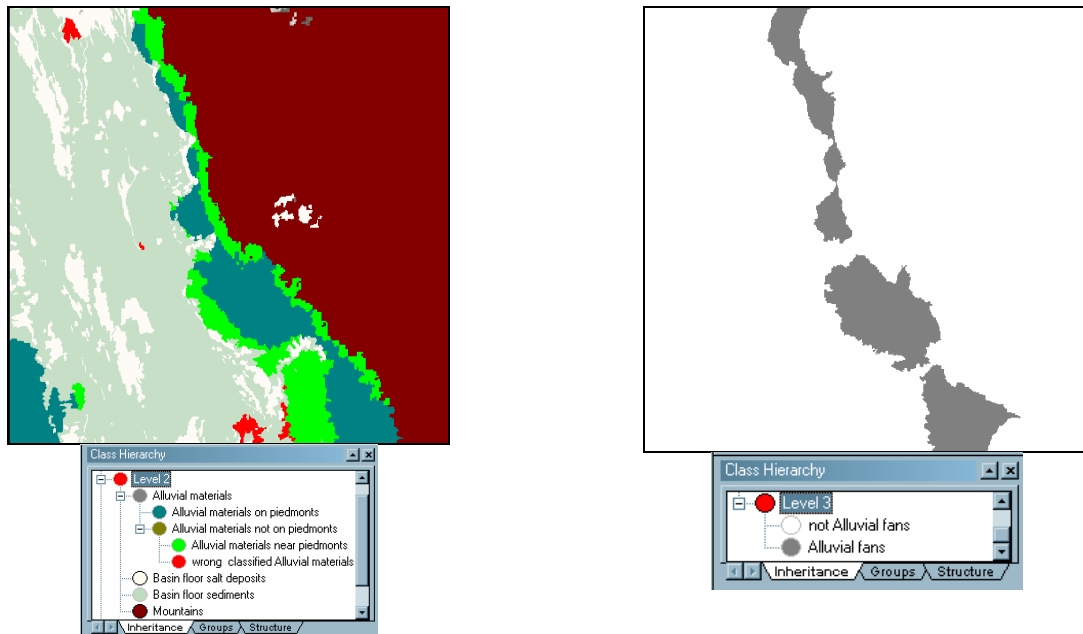 Class Hierarchy
Level 2
Alluvial materials
Alluvial materials on piedmonts
Alluvial materials not on piedmonts
Alluvial materials near piedmonts
wrong classified Alluvial materials
Basin floor salt deposits
Basin floor sediments
Mountains
Inheritance Groups Structure
Class Hierarchy
Level 3
not Alluvial fans
Alluvial fans
Inheritance Groups Structure